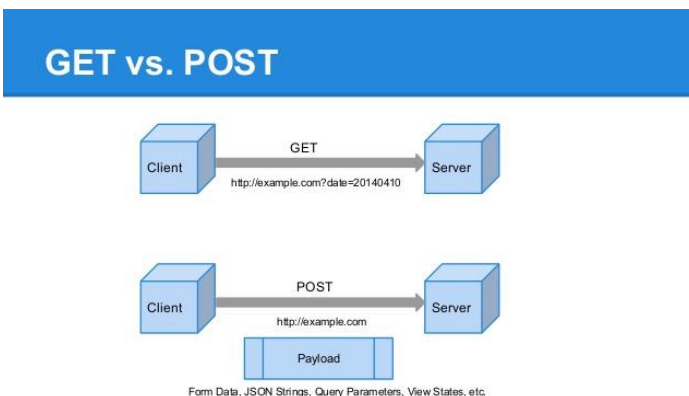 GET vs. POST
Client
GET
http://example.com?date=20140410
Server
Client
POST
http://example.com
Server
Payload
Form Data, JSON Strings, Query Parameters, View States, etc.